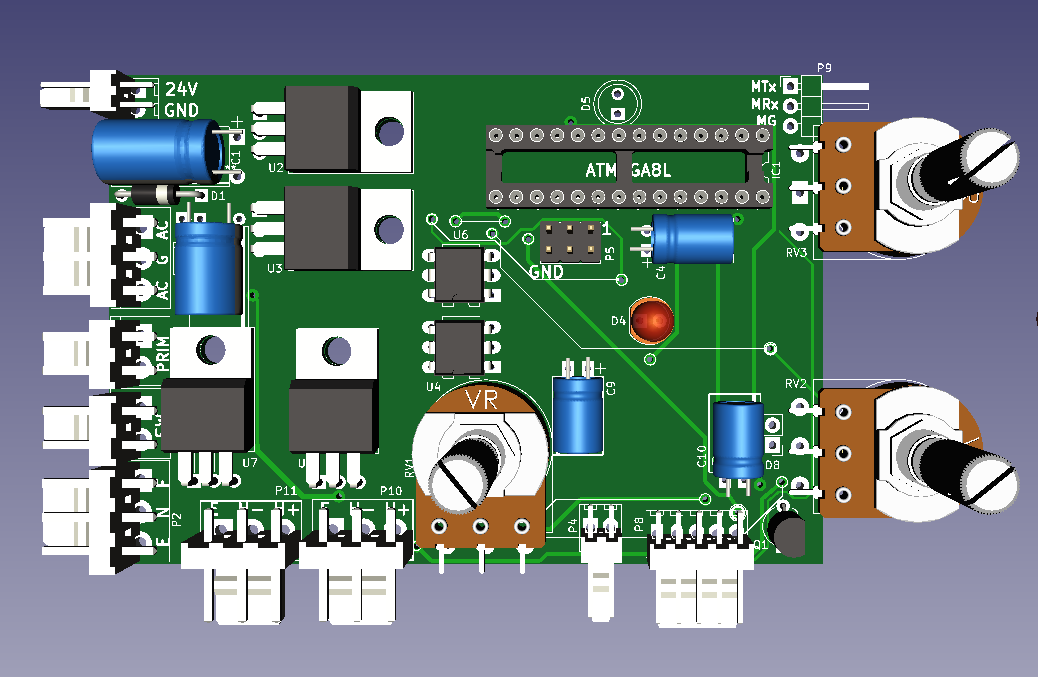 24V
GND
+
C1
D1
U2
U3
AC
G
AC
PRIM
F
N
E
P2
U7
U
P11
- +
P10
- +
U6
U4
VR
RV1
D5
ATM GA8L
IC1
1
P5
GND
C4
+
D4
C9
+
C10
D8
P4
P8
Q1
P9
MTx
MRx
MG
RV3
RV2